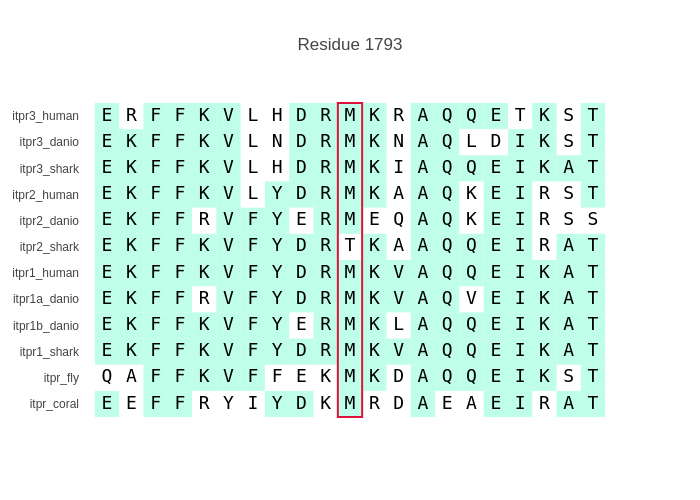 Residue 1793
itpr3_human E R F F K V L H D R M K R A Q Q E T K S T
itpr3_danio E K F F K V L N D R M K N A Q L D I K S T
itpr3_shark E K F F K V L H D R M K I A Q Q E I K A T
itpr2_human E K F F K V L Y D R M K A A Q K E I R S T
itpr2_danio E K F F R V F Y E R M E Q A Q K E I R S S
itpr2_shark E K F F K V F Y D R T K A A Q Q E I R A T
itpr1_human E K F F K V F Y D R M K V A Q Q E I K A T
itpr1a_danio E K F F R V F Y D R M K V A Q V E I K A T
itpr1b_danio E K F F K V F Y E R M K L A Q Q E I K A T
itpr1_shark E K F F K V F Y D R M K V A Q Q E I K A T
itpr_fly Q A F F K V F F E K M K D A Q Q E I K S T
itpr_coral E E F F R Y I Y D K M R D A E A E I R A T